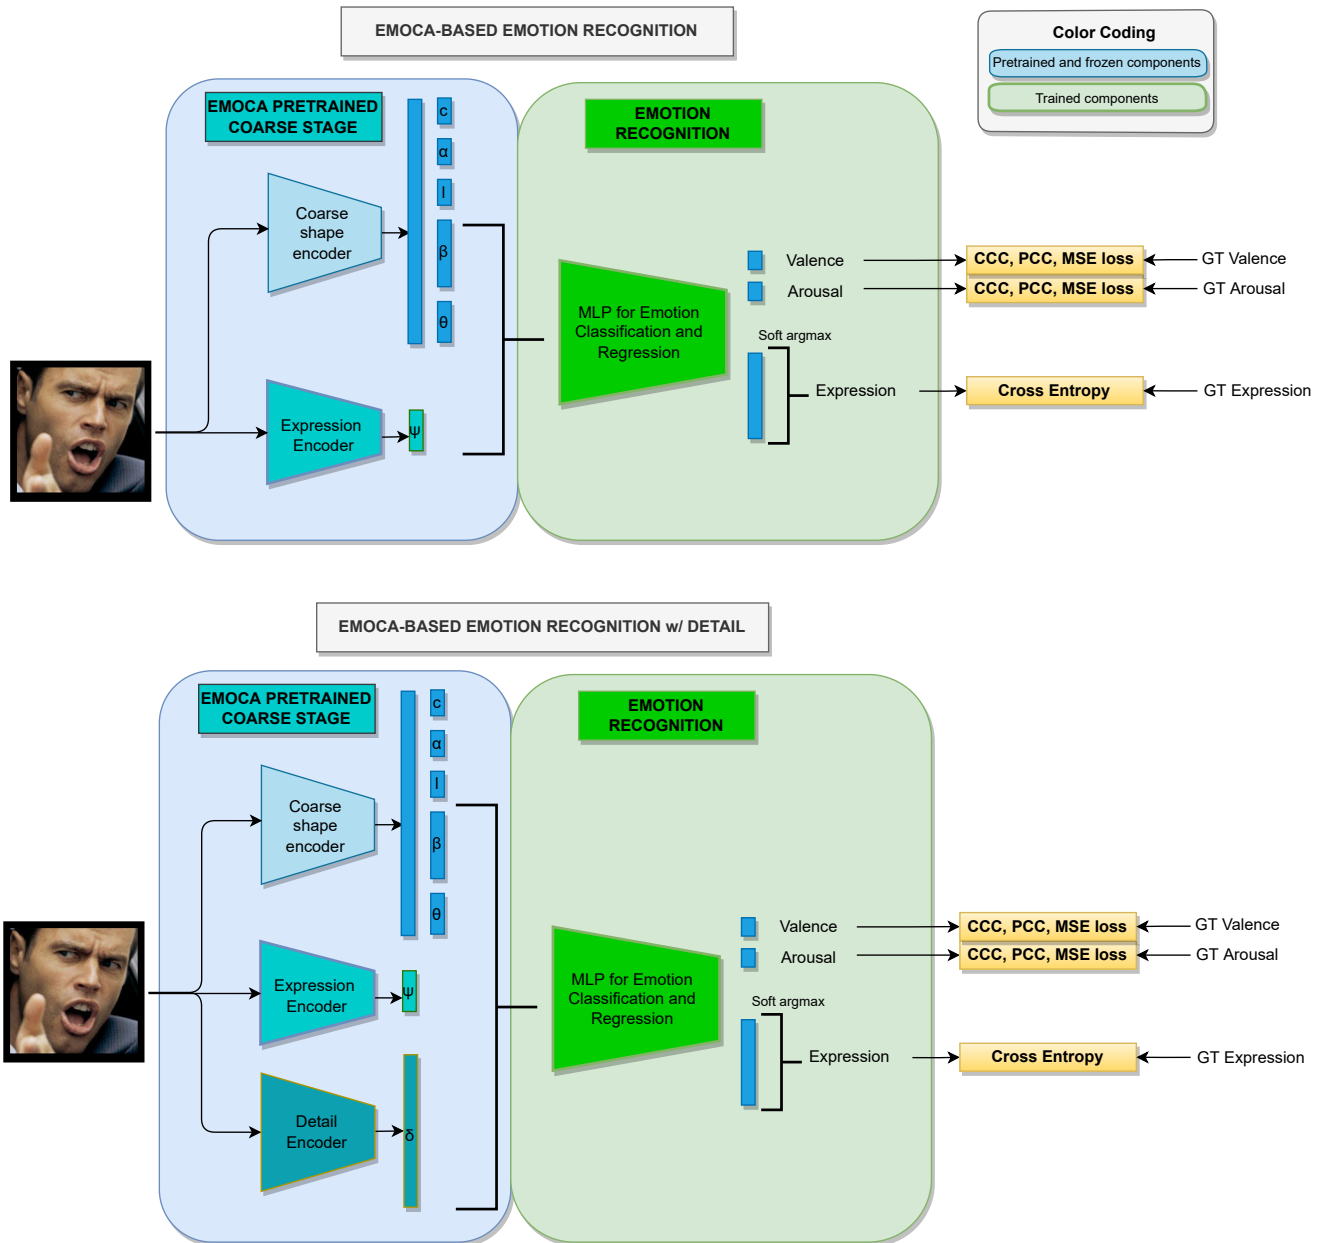 EMOCA-BASED EMOTION RECOGNITION
Color Coding
Pretrained and frozen components
Trained components
EMOCA PRETRAINED
COARSE STAGE
EMOTION
RECOGNITION
c
α
l
β
θ
Coarse
shape
encoder
Expression
Encoder
ψ
MLP for Emotion
Classification and
Regression
Valence
Arousal
Soft argmax
Expression
CCC, PCC, MSE loss
CCC, PCC, MSE loss
Cross Entropy
GT Valence
GT Arousal
GT Expression
EMOCA-BASED EMOTION RECOGNITION w/ DETAIL
EMOCA PRETRAINED
COARSE STAGE
EMOTION
RECOGNITION
c
α
l
β
θ
Coarse
shape
encoder
Expression
Encoder
ψ
Detail
Encoder
δ
MLP for Emotion
Classification and
Regression
Valence
Arousal
Soft argmax
Expression
CCC, PCC, MSE loss
CCC, PCC, MSE loss
Cross Entropy
GT Valence
GT Arousal
GT Expression